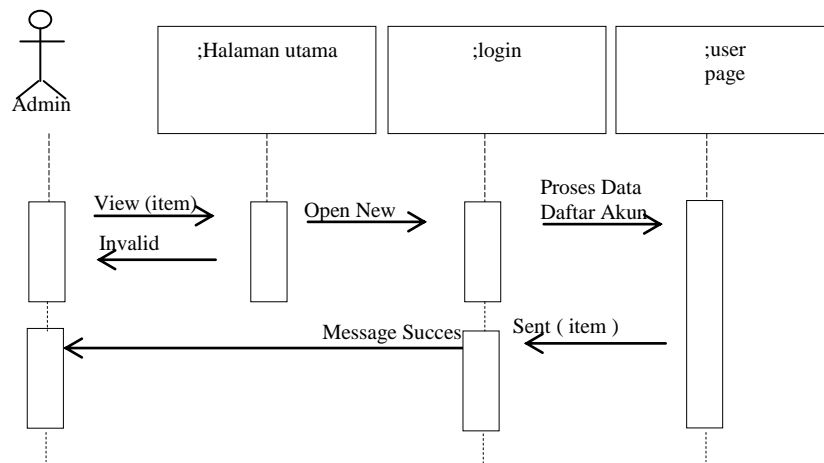 ;Halaman utama
;login
;user
page
Admin
View (item)
Open New
Proses Data
Daftar Akun
Invalid
Message Succes
Sent ( item )